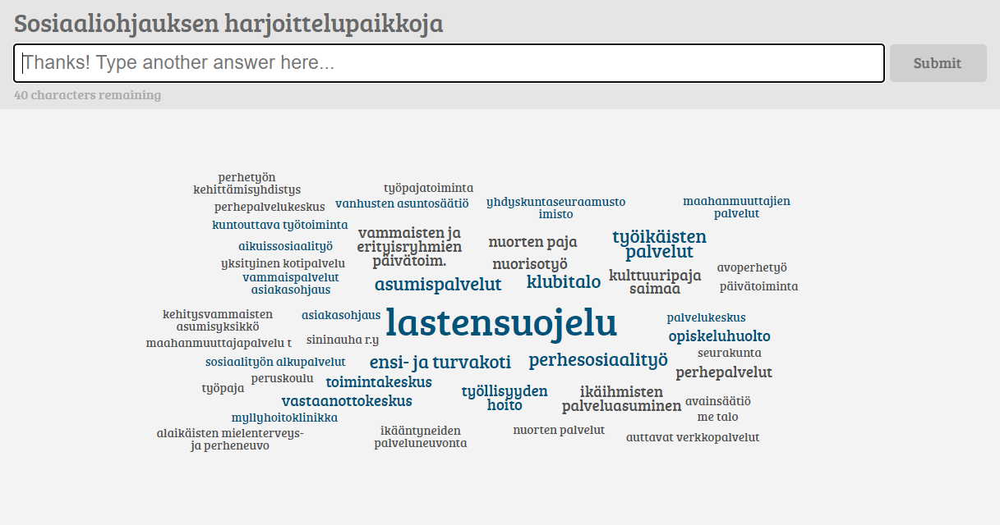 Sosiaaliohjauksen harjoittelupaikkoja
Thanks! Type another answer here...
Submit
40 characters remaining
perhetyön
kehittämisyhdistys
työpajatoiminta
perhepalvelukeskus
vanhusten asuntosäätiö
yhdyskuntaseuraamusto
imisto
maahanmuuttajien
palvelut
kuntouttava työtoiminta
vammaisten ja
erityisryhmien
päivätoim.
nuorten paja
työikäisten
palvelut
aikuissosiaalityö
yksityinen kotipalvelu
nuorisotyö
avoperhetyö
vammaispalvelut
asiakasohjaus
asumispalvelut
klubitalo
kulttuuripaja
saimaa
päivätoiminta
kehitysvammaisten
asumisyksikkö
asiakasohjaus
lastensuojelu
palvelukeskus
maahanmuuttajapalvelu t
sininauha r.y
opiskeluhuolto
seurakunta
sosiaalityön alkupalvelut
ensi- ja turvakoti
perhesosiaalityö
perhepalvelut
peruskoulu
työpaja
toimintakeskus
työllisyyden
hoito
ikäihmisten
palveluasuminen
avainsäätiö
vastaanottokeskus
me talo
myllyhoitoklinikka
alaikäisten mielenterveys-
ja perheneuvo
ikääntyneiden
palveluneuvonta
nuorten palvelut
auttavat verkkopalvelut